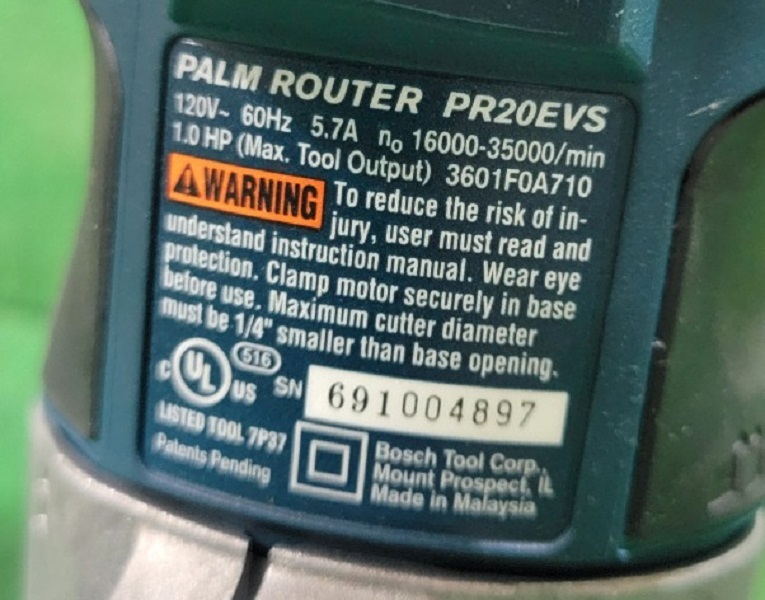 PALM ROUTER PR20EVS
120V~ 60Hz 5.7A n₀ 16000-35000/min
1.0 HP (Max. Tool Output) 3601F0A710
⚠WARNING To reduce the risk of in-
jury, user must read and
understand instruction manual. Wear eye
protection. Clamp motor securely in base
before use. Maximum cutter diameter
must be 1/4" smaller than base opening.
C UL US 516
SN 691004897
LISTED TOOL 7P37
Patents Pending
Bosch Tool Corp.,
Mount Prospect, IL
Made in Malaysia